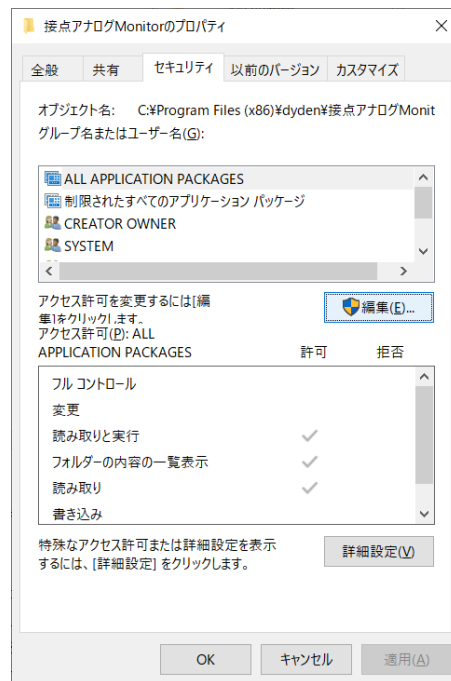 接点アナログMonitorのプロパティ
全般 共有 セキュリティ 以前のバージョン カスタマイズ
オブジェクト名: C:¥Program Files (x86)¥dyden¥接点アナログMonit
グループ名またはユーザー名(G):
ALL APPLICATION PACKAGES
制限されたすべてのアプリケーション パッケージ
CREATOR OWNER
SYSTEM
アクセス許可を変更するには[編
集]をクリックします。
編集(E)...
アクセス許可(P): ALL
APPLICATION PACKAGES 許可 拒否
フル コントロール
変更
読み取りと実行
フォルダーの内容の一覧表示
読み取り
書き込み
特殊なアクセス許可または詳細設定を表示
するには、[詳細設定] をクリックします。
詳細設定(V)
OK キャンセル 適用(A)